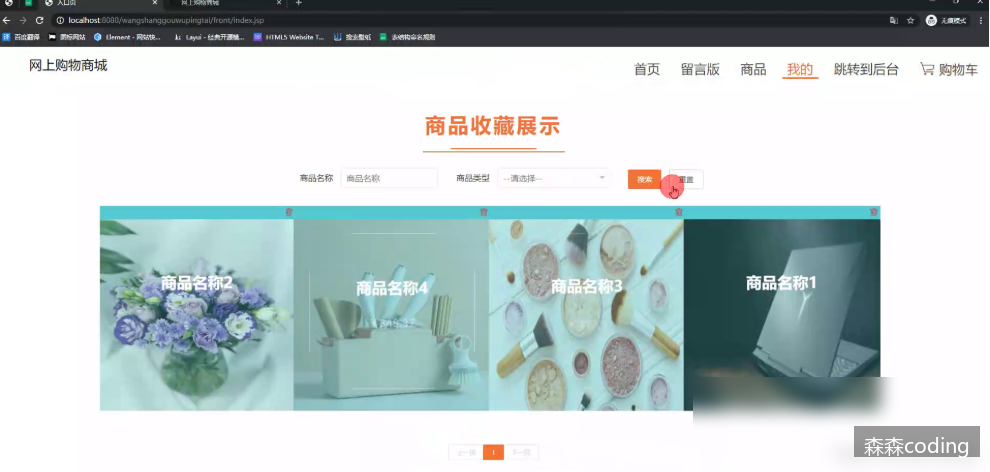 入口页
网上购物商城
localhost:8080/wangshanggouwupingtai/front/index.jsp
无痕模式
百度翻译
图标网站
Element - 网站快...
Layui - 经典开源模...
HTML5 Website T...
搜索壁纸
表结构命名规则
网上购物商城
首页 留言版 商品 我的 跳转到后台 购物车
商品收藏展示
商品名称 商品名称 商品类型 --请选择-- 搜索 重置
商品名称2
商品名称4
商品名称3
商品名称1
上一页 1 下一页
森森coding